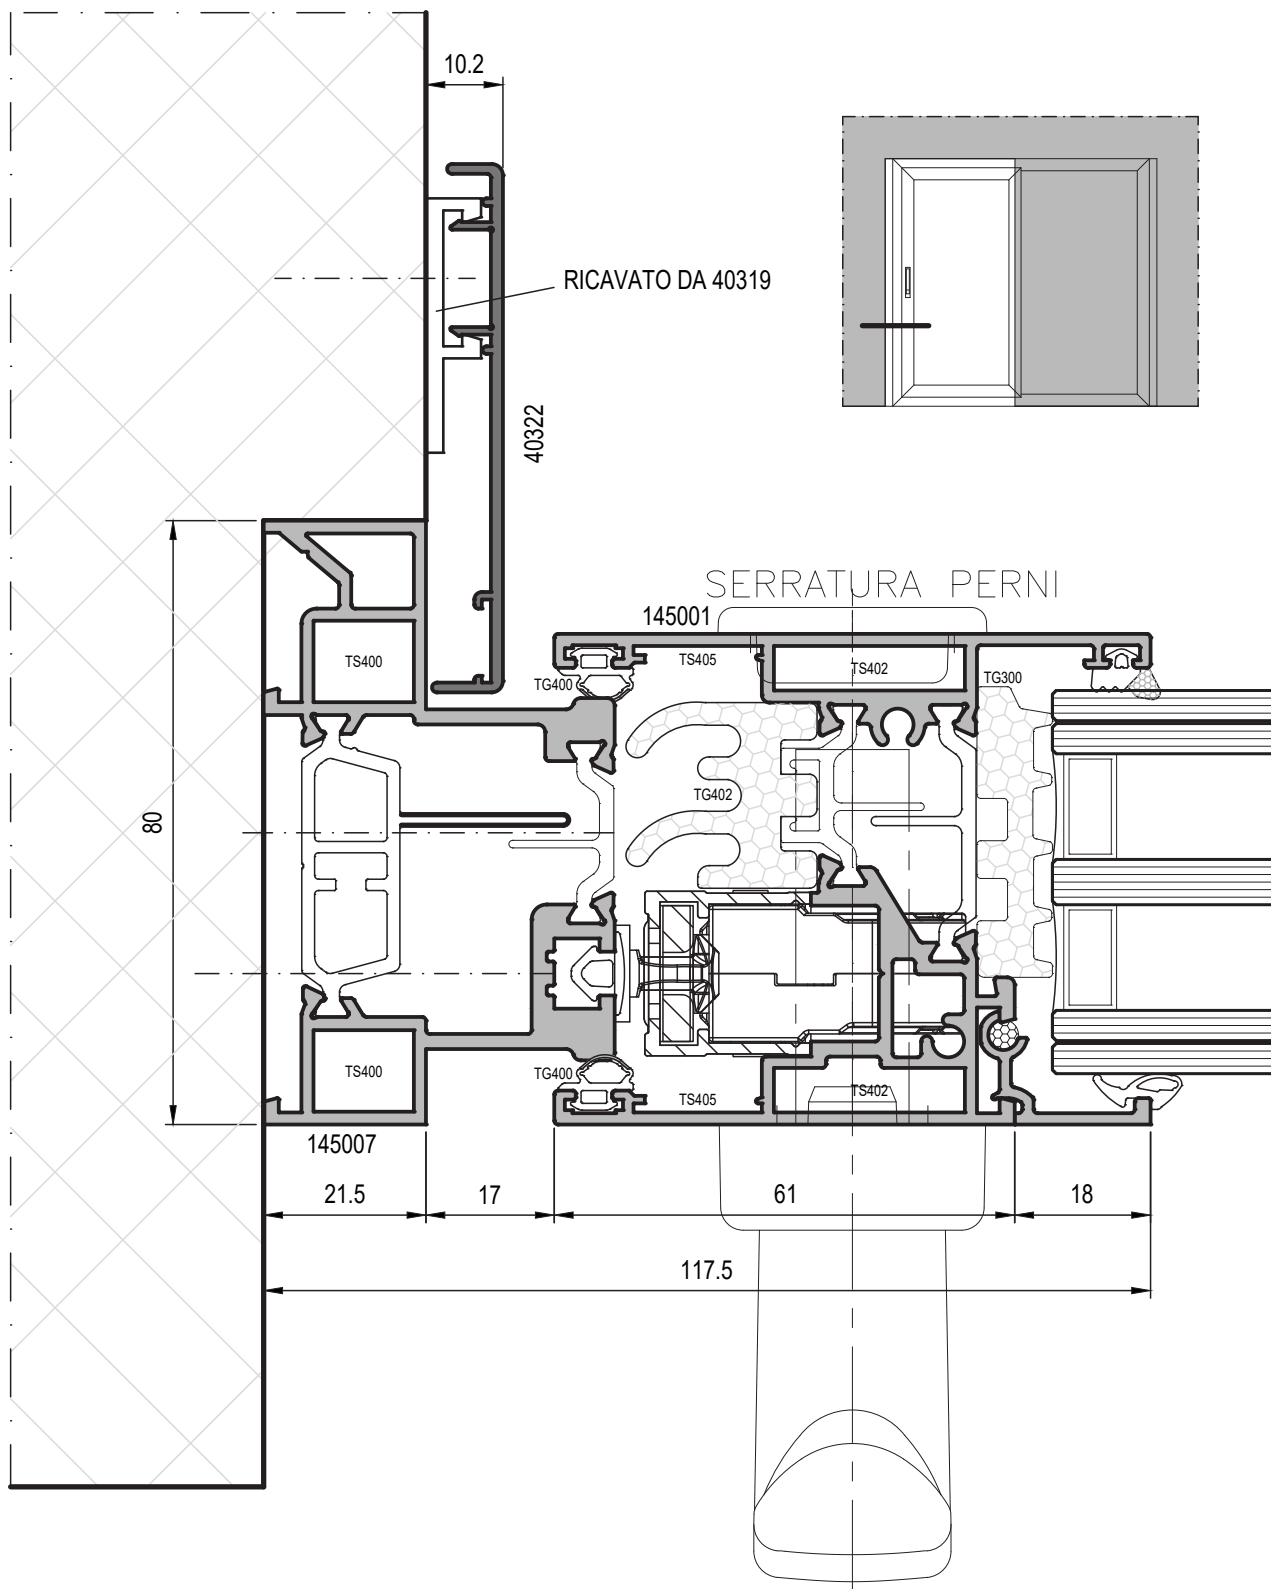 10.2
RICAVATO DA 40319
40322
SERRATURA PERNI
145001
TS400
TS405
TS402
TG400
TG300
TG402
80
TG400
TS400
TS405
TS402
145007
21.5
17
61
18
117.5